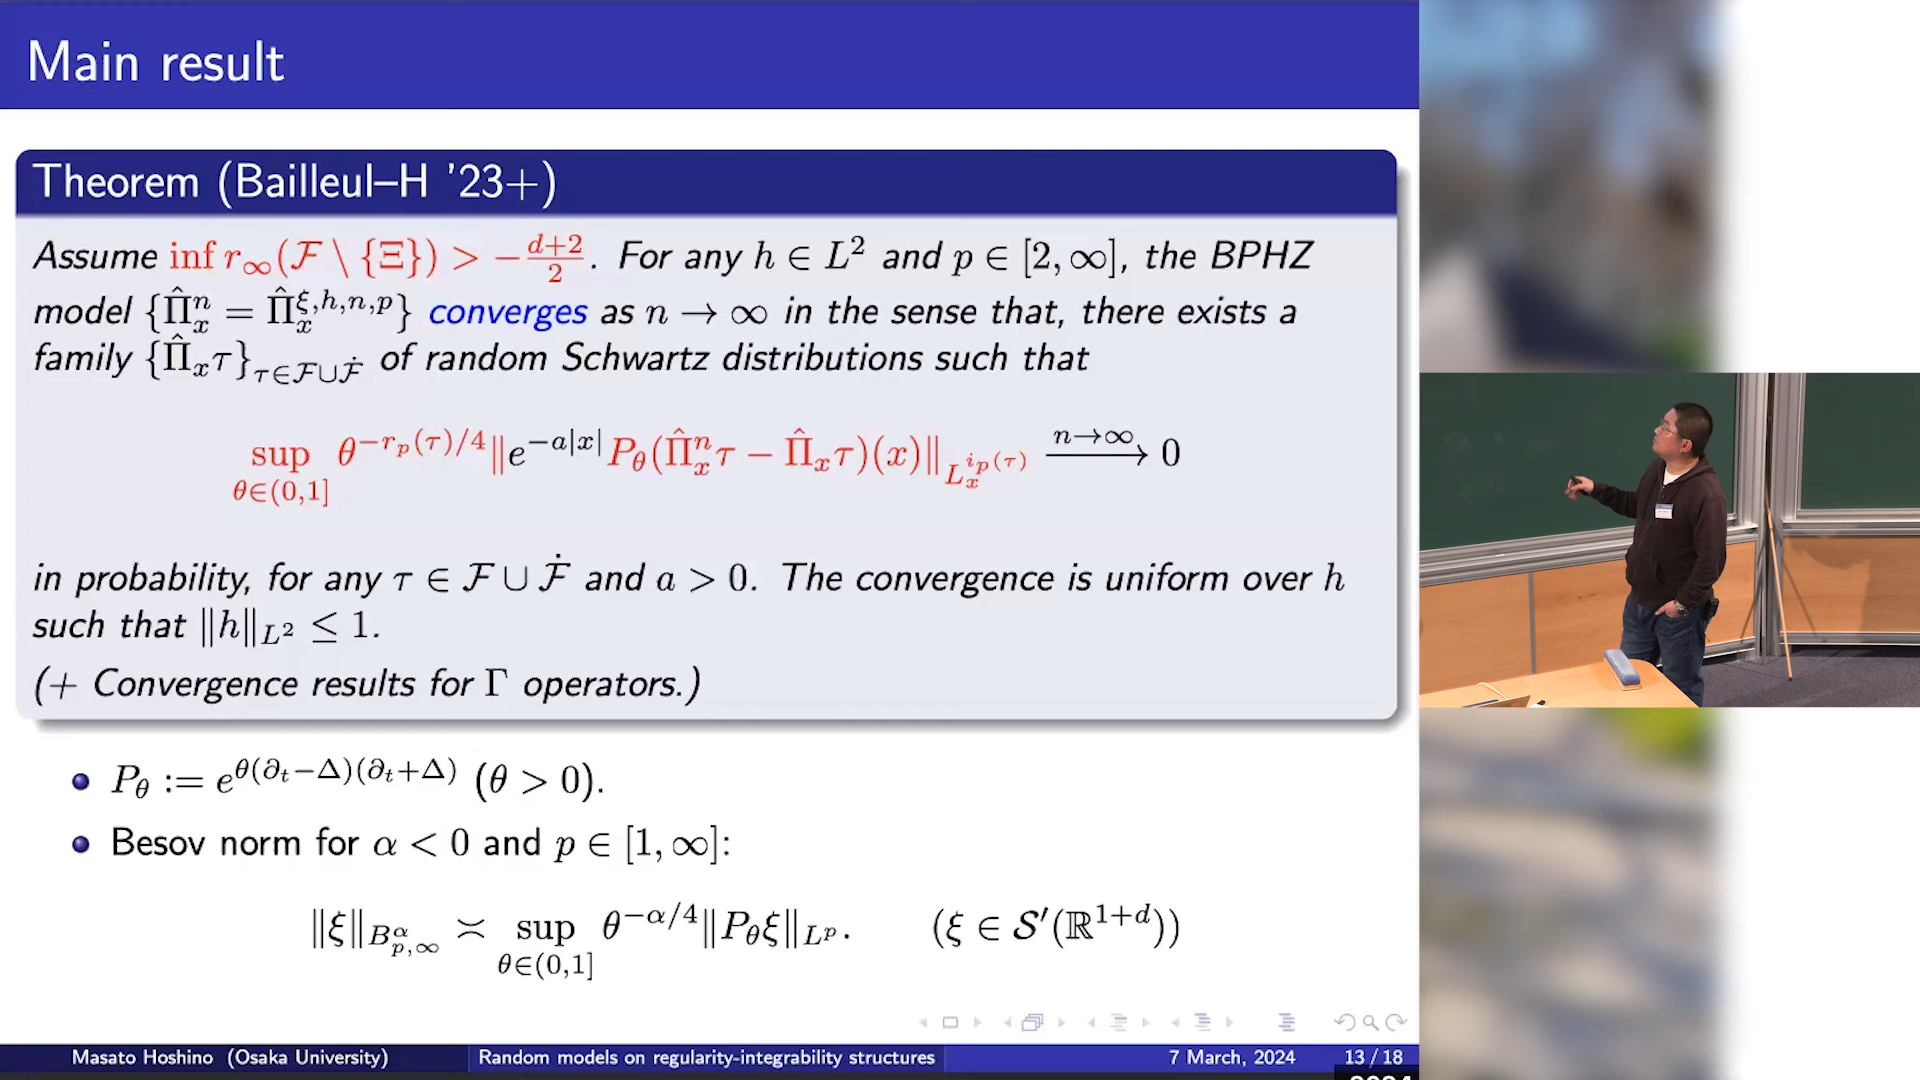 Main result
Theorem (Bailleul–H '23+)
Assume inf r_∞(ℱ \ {Ξ}) > −(d+2)/2. For any h ∈ L² and p ∈ [2, ∞], the BPHZ
model {Π̂ₓⁿ = Π̂ₓ^{ξ,h,n,p}} converges as n → ∞ in the sense that, there exists a
family {Π̂ₓτ}_{τ∈ℱ∪ℱ̇} of random Schwartz distributions such that
sup_{θ∈(0,1]} θ^{−r_p(τ)/4} ‖e^{−a|x|} P_θ(Π̂ₓⁿτ − Π̂ₓτ)(x)‖_{Lₓ^{i_p(τ)}} —n→∞→ 0
in probability, for any τ ∈ ℱ ∪ ℱ̇ and a > 0. The convergence is uniform over h
such that ‖h‖_{L²} ≤ 1.
(+ Convergence results for Γ operators.)
• P_θ := e^{θ(∂_t−Δ)(∂_t+Δ)} (θ > 0).
• Besov norm for α < 0 and p ∈ [1, ∞]:
‖ξ‖_{B^α_{p,∞}} ≍ sup_{θ∈(0,1]} θ^{−α/4} ‖P_θξ‖_{L^p}. (ξ ∈ 𝒮′(ℝ^{1+d}))
Masato Hoshino (Osaka University) Random models on regularity-integrability structures 7 March, 2024 13 / 18